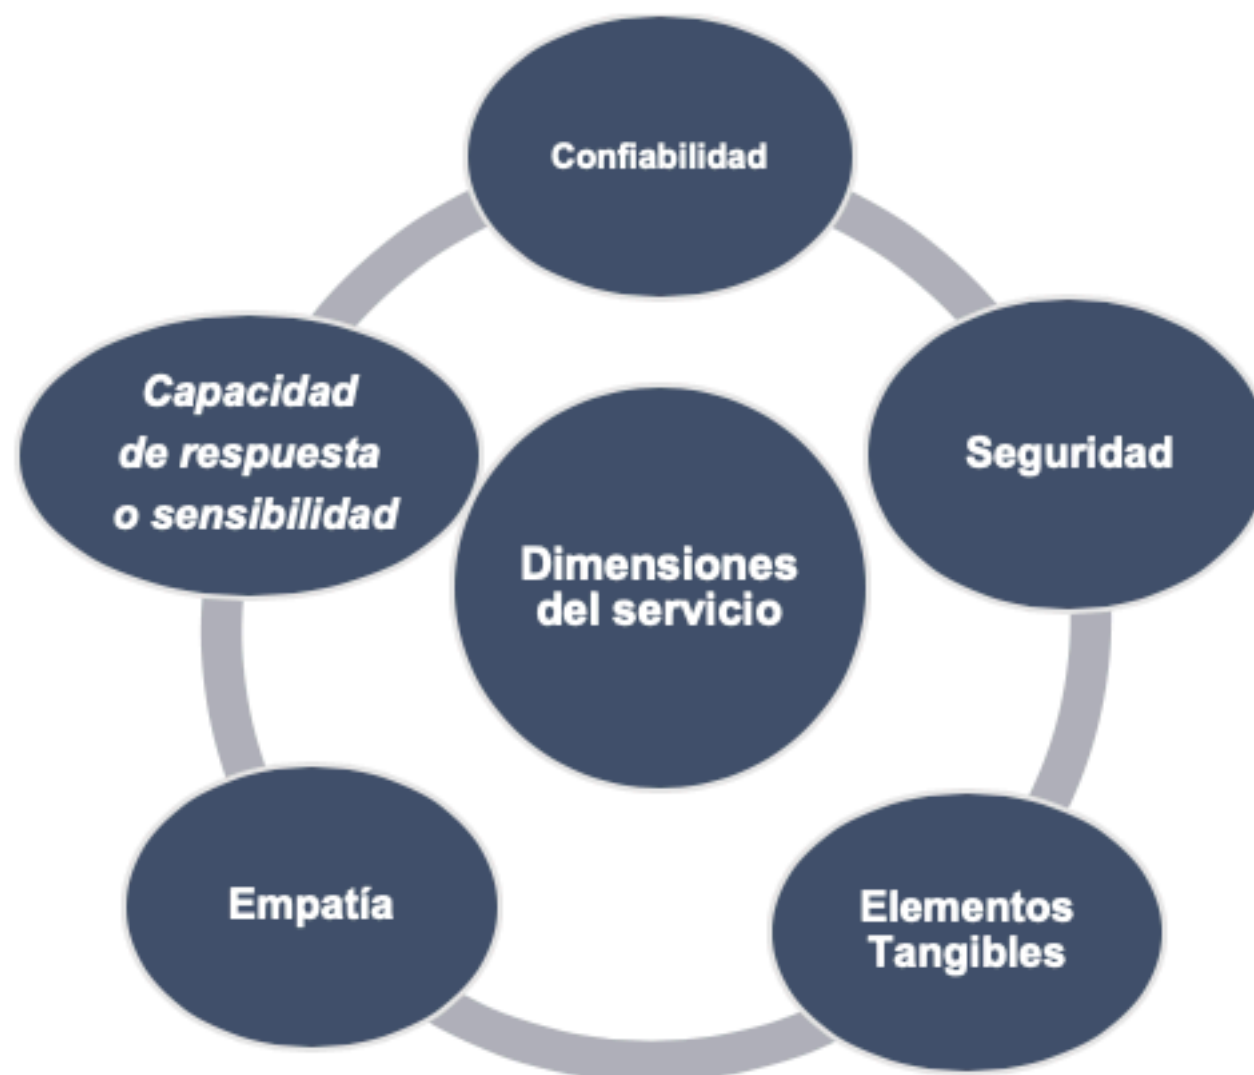 Confiabilidad
Capacidad
de respuesta
o sensibilidad
Seguridad
Dimensiones
del servicio
Empatía
Elementos
Tangibles